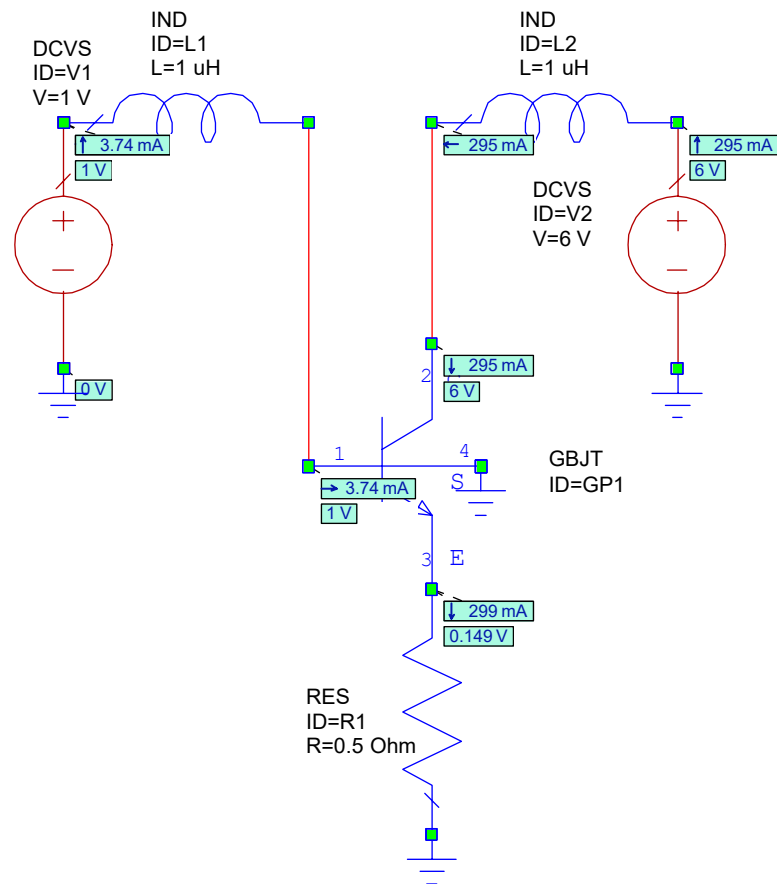 DCVS
ID=V1
V=1 V
IND
ID=L1
L=1 uH
IND
ID=L2
L=1 uH
3.74 mA
1 V
295 mA
295 mA
6 V
DCVS
ID=V2
V=6 V
0 V
2
295 mA
6 V
1
4
S
3.74 mA
1 V
GBJT
ID=GP1
3
E
299 mA
0.149 V
RES
ID=R1
R=0.5 Ohm